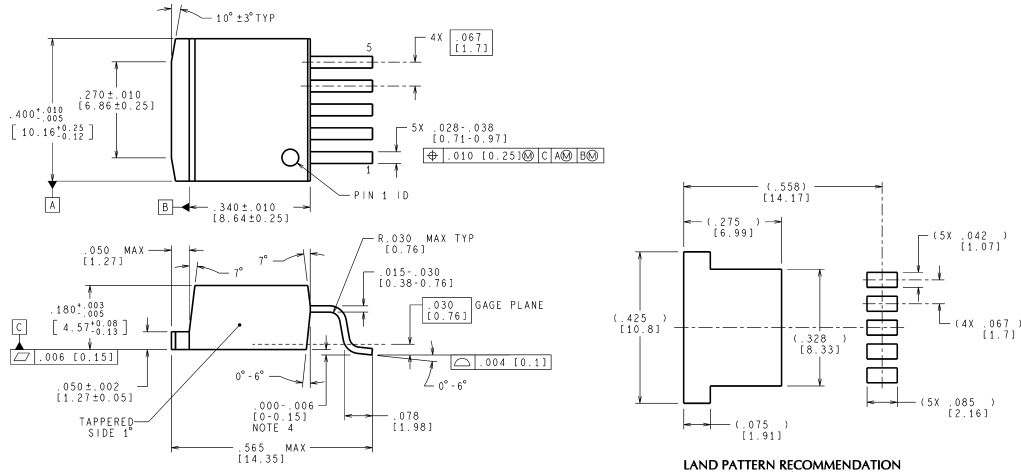 10° ±3° TYP
5
4X .067
[1.7]
.270±.010
[6.86±0.25]
.400 +.010 -.005
[ 10.16 +0.25 -0.12 ]
5X .028-.038
[0.71-0.97]
⌖ .010 [0.25]Ⓜ C AⓂ BⓂ
1
PIN 1 ID
A
B
.340±.010
[8.64±0.25]
.050 MAX
[1.27]
7°
7°
R.030 MAX TYP
[0.76]
.015-.030
[0.38-0.76]
.030
[0.76]
GAGE PLANE
.180 +.003 -.005
[ 4.57 +0.08 -0.13 ]
C
⏥ .006 [0.15]
⌓ .004 [0.1]
0°-6°
0°-6°
.050±.002
[1.27±0.05]
.000-.006
[0-0.15]
NOTE 4
.078
[1.98]
TAPPERED
SIDE 1°
.565 MAX
[14.35]
(.558)
[14.17]
(.275 )
[6.99]
(5X .042 )
[1.07]
(.425 )
[10.8]
(.328 )
[8.33]
(4X .067 )
[1.7]
(5X .085 )
[2.16]
(.075 )
[1.91]
LAND PATTERN RECOMMENDATION